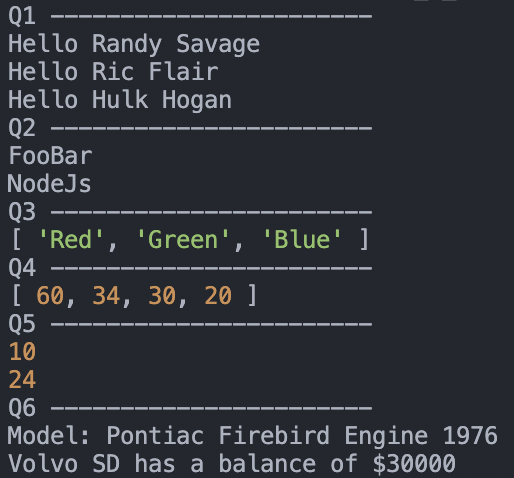 Q1 -----------------------
Hello Randy Savage
Hello Ric Flair
Hello Hulk Hogan
Q2 -----------------------
FooBar
NodeJs
Q3 -----------------------
[ 'Red', 'Green', 'Blue' ]
Q4 -----------------------
[ 60, 34, 30, 20 ]
Q5 -----------------------
10
24
Q6 -----------------------
Model: Pontiac Firebird Engine 1976
Volvo SD has a balance of $30000